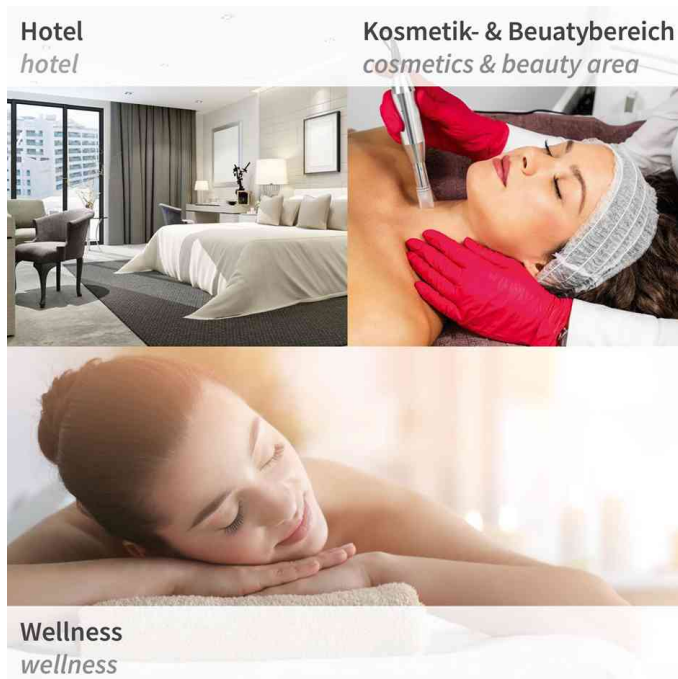 Hotel
hotel
Kosmetik- & Beuatybereich
cosmetics & beauty area
Wellness
wellness